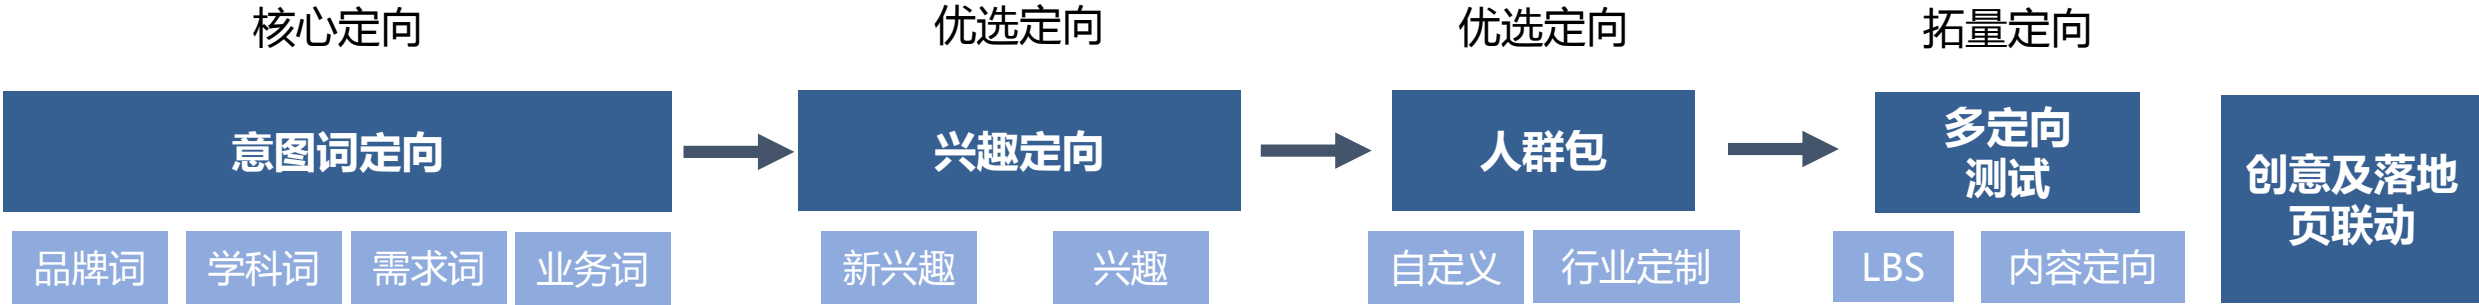 核心定向
优选定向
优选定向
拓量定向
意图词定向
兴趣定向
人群包
多定向
测试
创意及落地
页联动
品牌词
学科词
需求词
业务词
新兴趣
兴趣
自定义
行业定制
LBS
内容定向